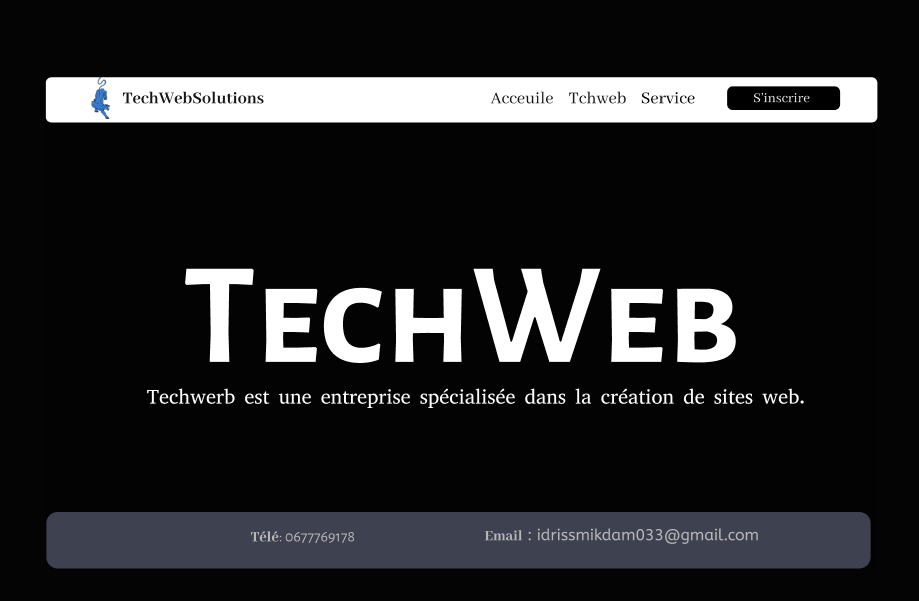 TechWebSolutions Acceuile Tchweb Service S'inscrire
TechWeb
Techwerb est une entreprise spécialisée dans la création de sites web.
Télé: 0677769178 Email : idrissmikdam033@gmail.com